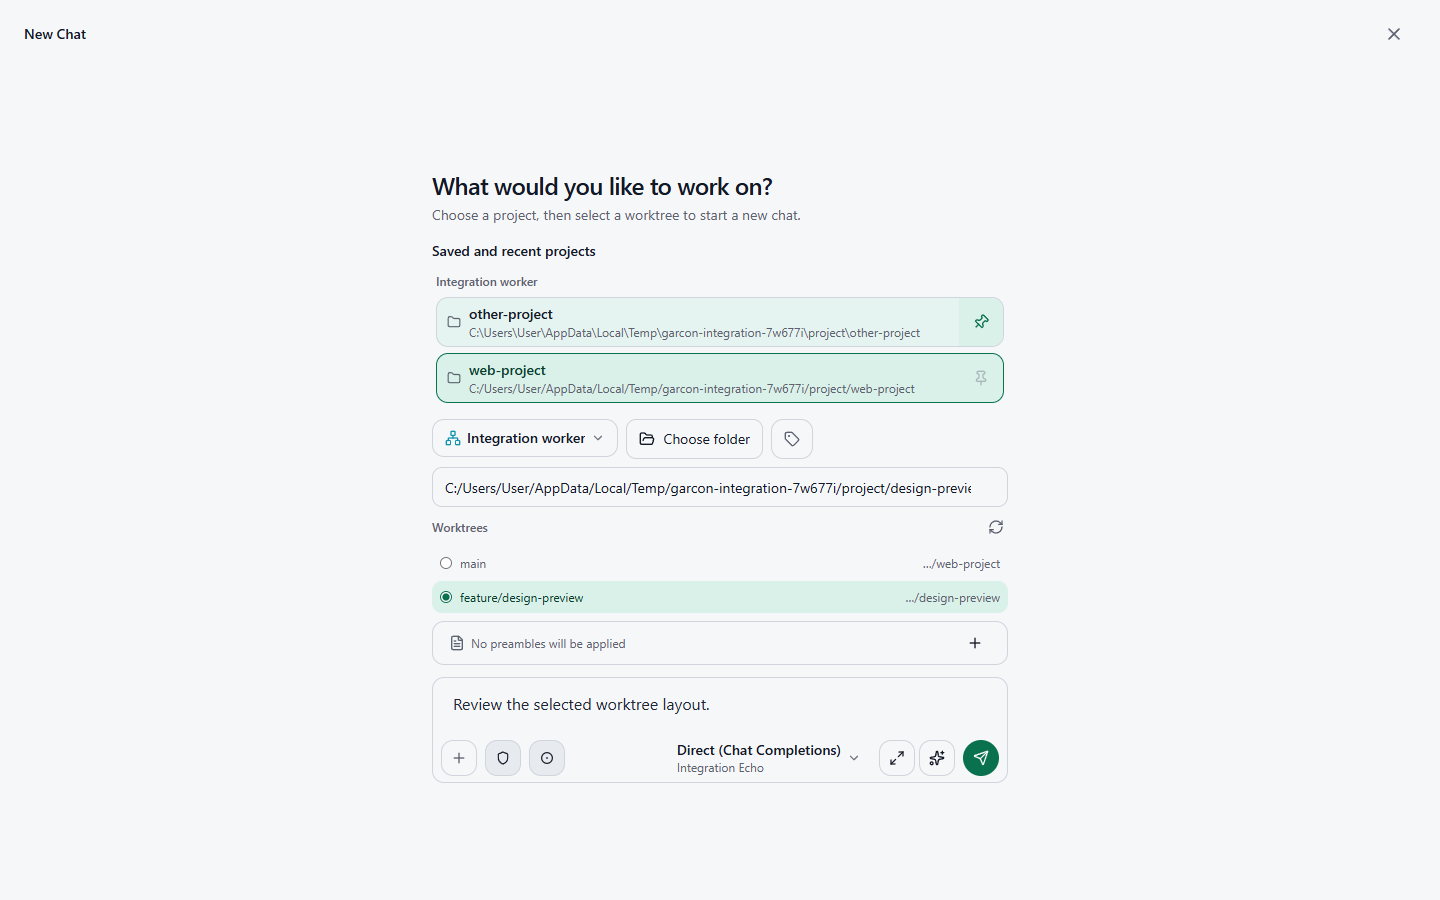 New Chat
What would you like to work on?
Choose a project, then select a worktree to start a new chat.
Saved and recent projects
Integration worker
other-project
C:\Users\User\AppData\Local\Temp\garcon-integration-7w677i\project\other-project
web-project
C:/Users/User/AppData/Local/Temp/garcon-integration-7w677i/project/web-project
Integration worker
Choose folder
C:/Users/User/AppData/Local/Temp/garcon-integration-7w677i/project/design-previe
Worktrees
main
.../web-project
feature/design-preview
.../design-preview
No preambles will be applied
Review the selected worktree layout.
Direct (Chat Completions)
Integration Echo